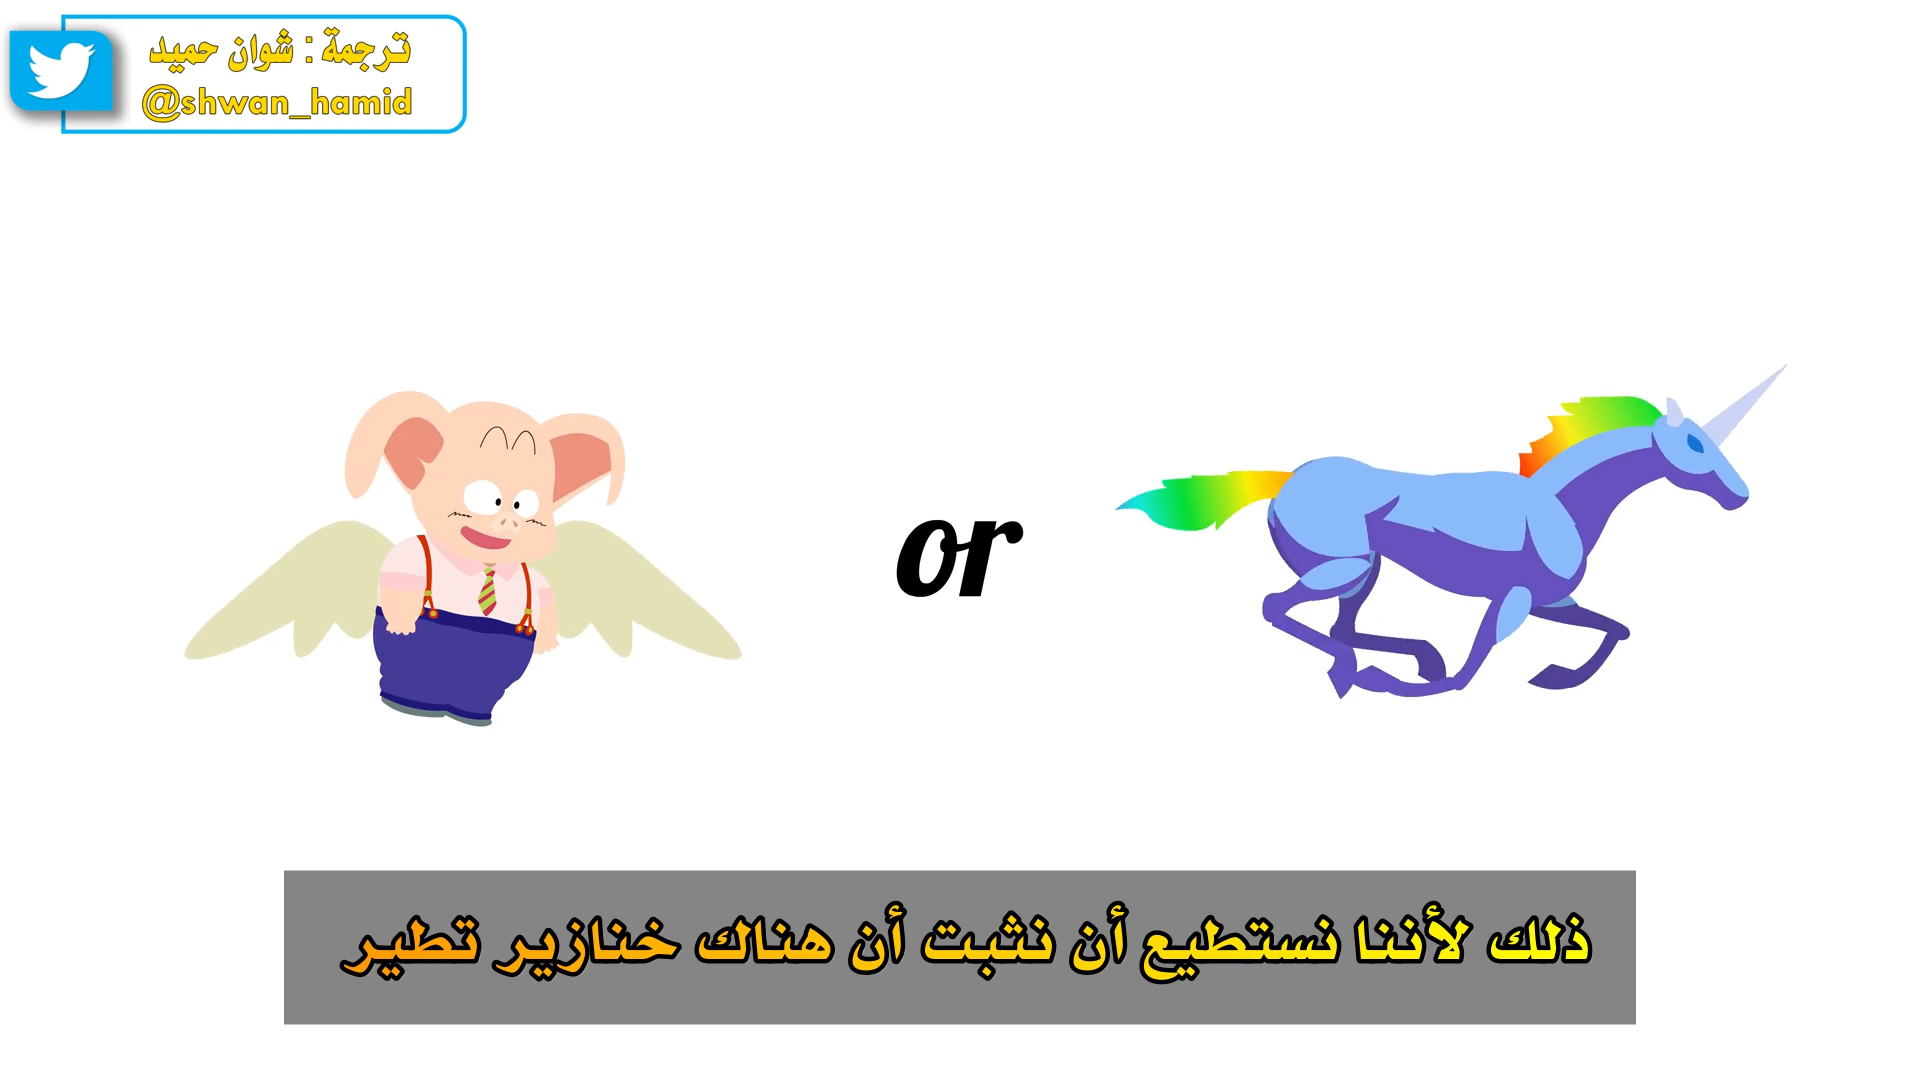 ترجمة : شوان حميد
@shwan_hamid
or
ذلك لأننا نستطيع أن نثبت أن هناك خنازير تطير